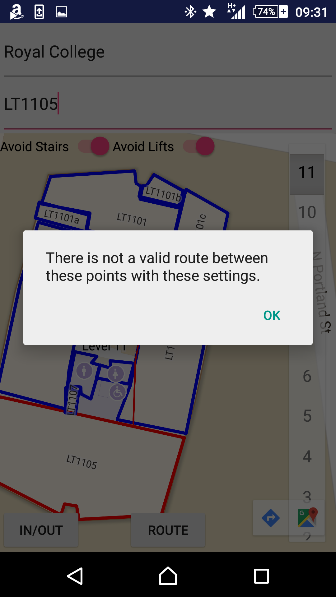 74%
09:31
Royal College
LT1105
Avoid Stairs
Avoid Lifts
11
10
LT1101b
LT1101a
LT1101
N Portland St
There is not a valid route between
these points with these settings.
OK
Level 11
6
5
4
3
LT1105
IN/OUT
ROUTE